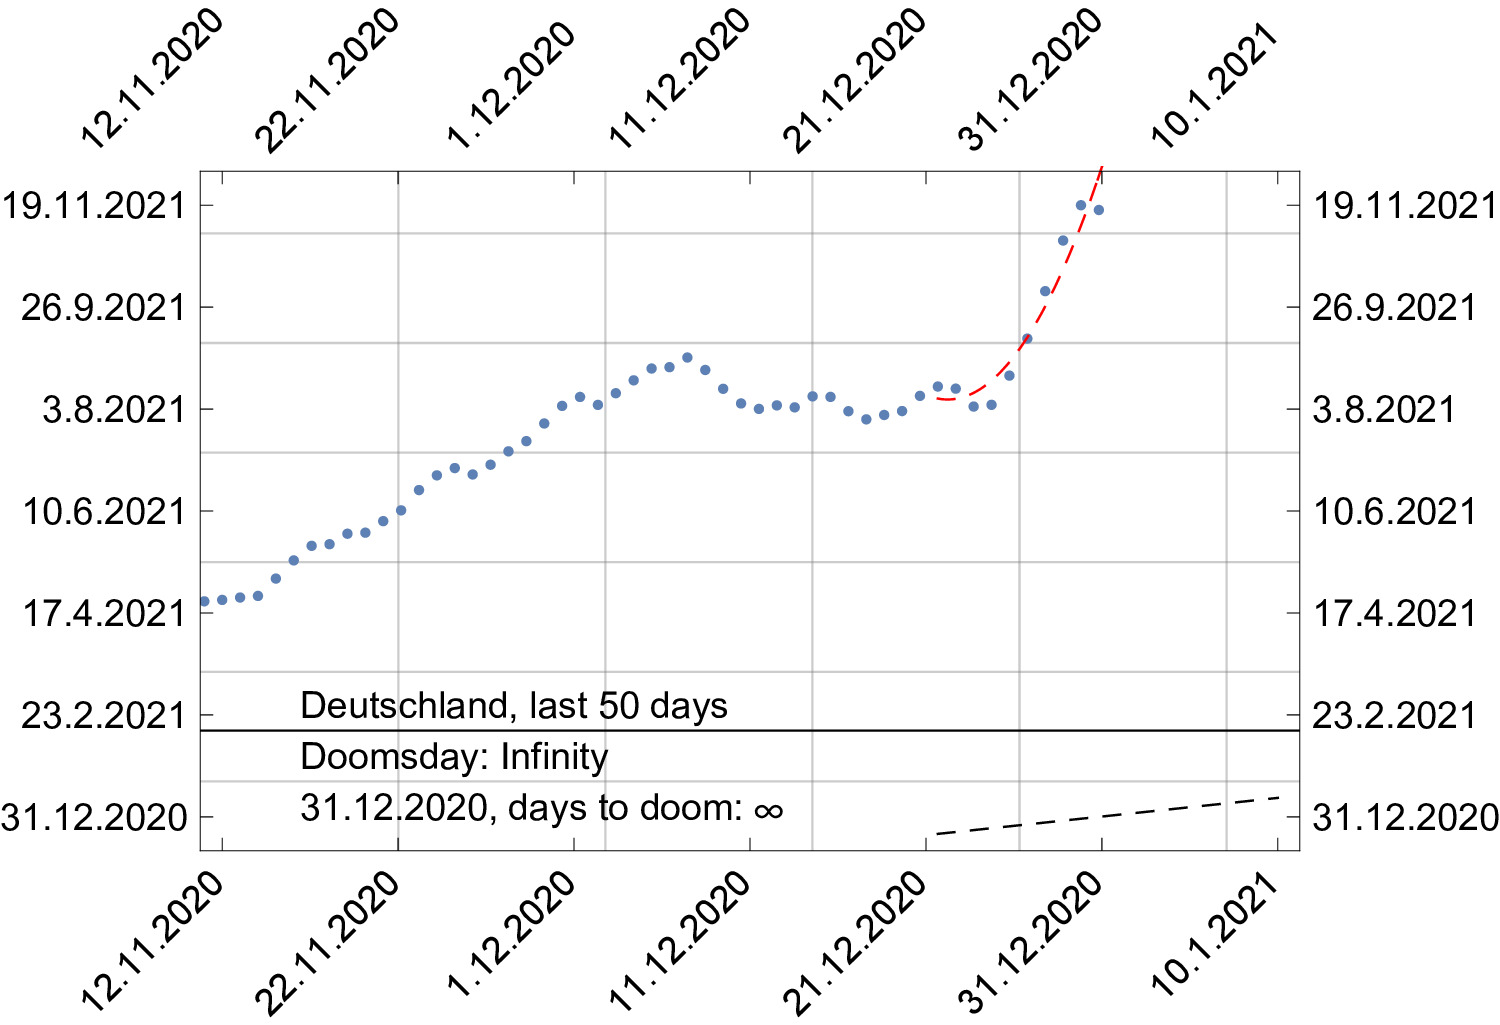 12.11.2020 22.11.2020 1.12.2020 11.12.2020 21.12.2020 31.12.2020 10.1.2021
19.11.2021 19.11.2021
26.9.2021 26.9.2021
3.8.2021 3.8.2021
10.6.2021 10.6.2021
17.4.2021 17.4.2021
Deutschland, last 50 days
23.2.2021 23.2.2021
Doomsday: Infinity
31.12.2020, days to doom: ∞
31.12.2020 31.12.2020
12.11.2020 22.11.2020 1.12.2020 11.12.2020 21.12.2020 31.12.2020 10.1.2021